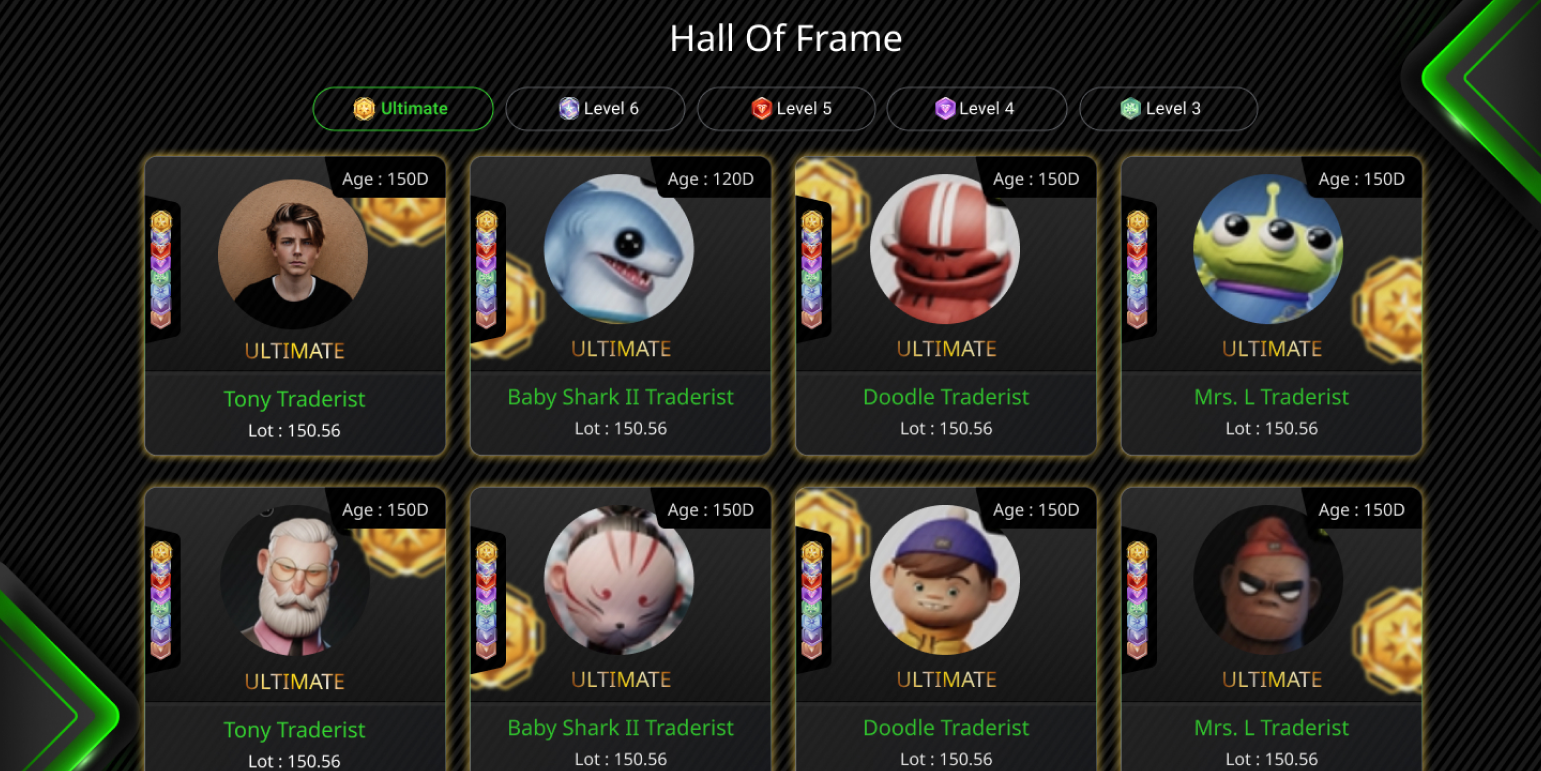 Hall Of Frame
Ultimate
Level 6
Level 5
Level 4
Level 3
Age : 150D
ULTIMATE
Tony Traderist
Lot : 150.56
Age : 120D
ULTIMATE
Baby Shark II Traderist
Lot : 150.56
Age : 150D
ULTIMATE
Doodle Traderist
Lot : 150.56
Age : 150D
ULTIMATE
Mrs. L Traderist
Lot : 150.56
Age : 150D
ULTIMATE
Tony Traderist
Lot : 150.56
Age : 150D
ULTIMATE
Baby Shark II Traderist
Lot : 150.56
Age : 150D
ULTIMATE
Doodle Traderist
Lot : 150.56
Age : 150D
ULTIMATE
Mrs. L Traderist
Lot : 150.56